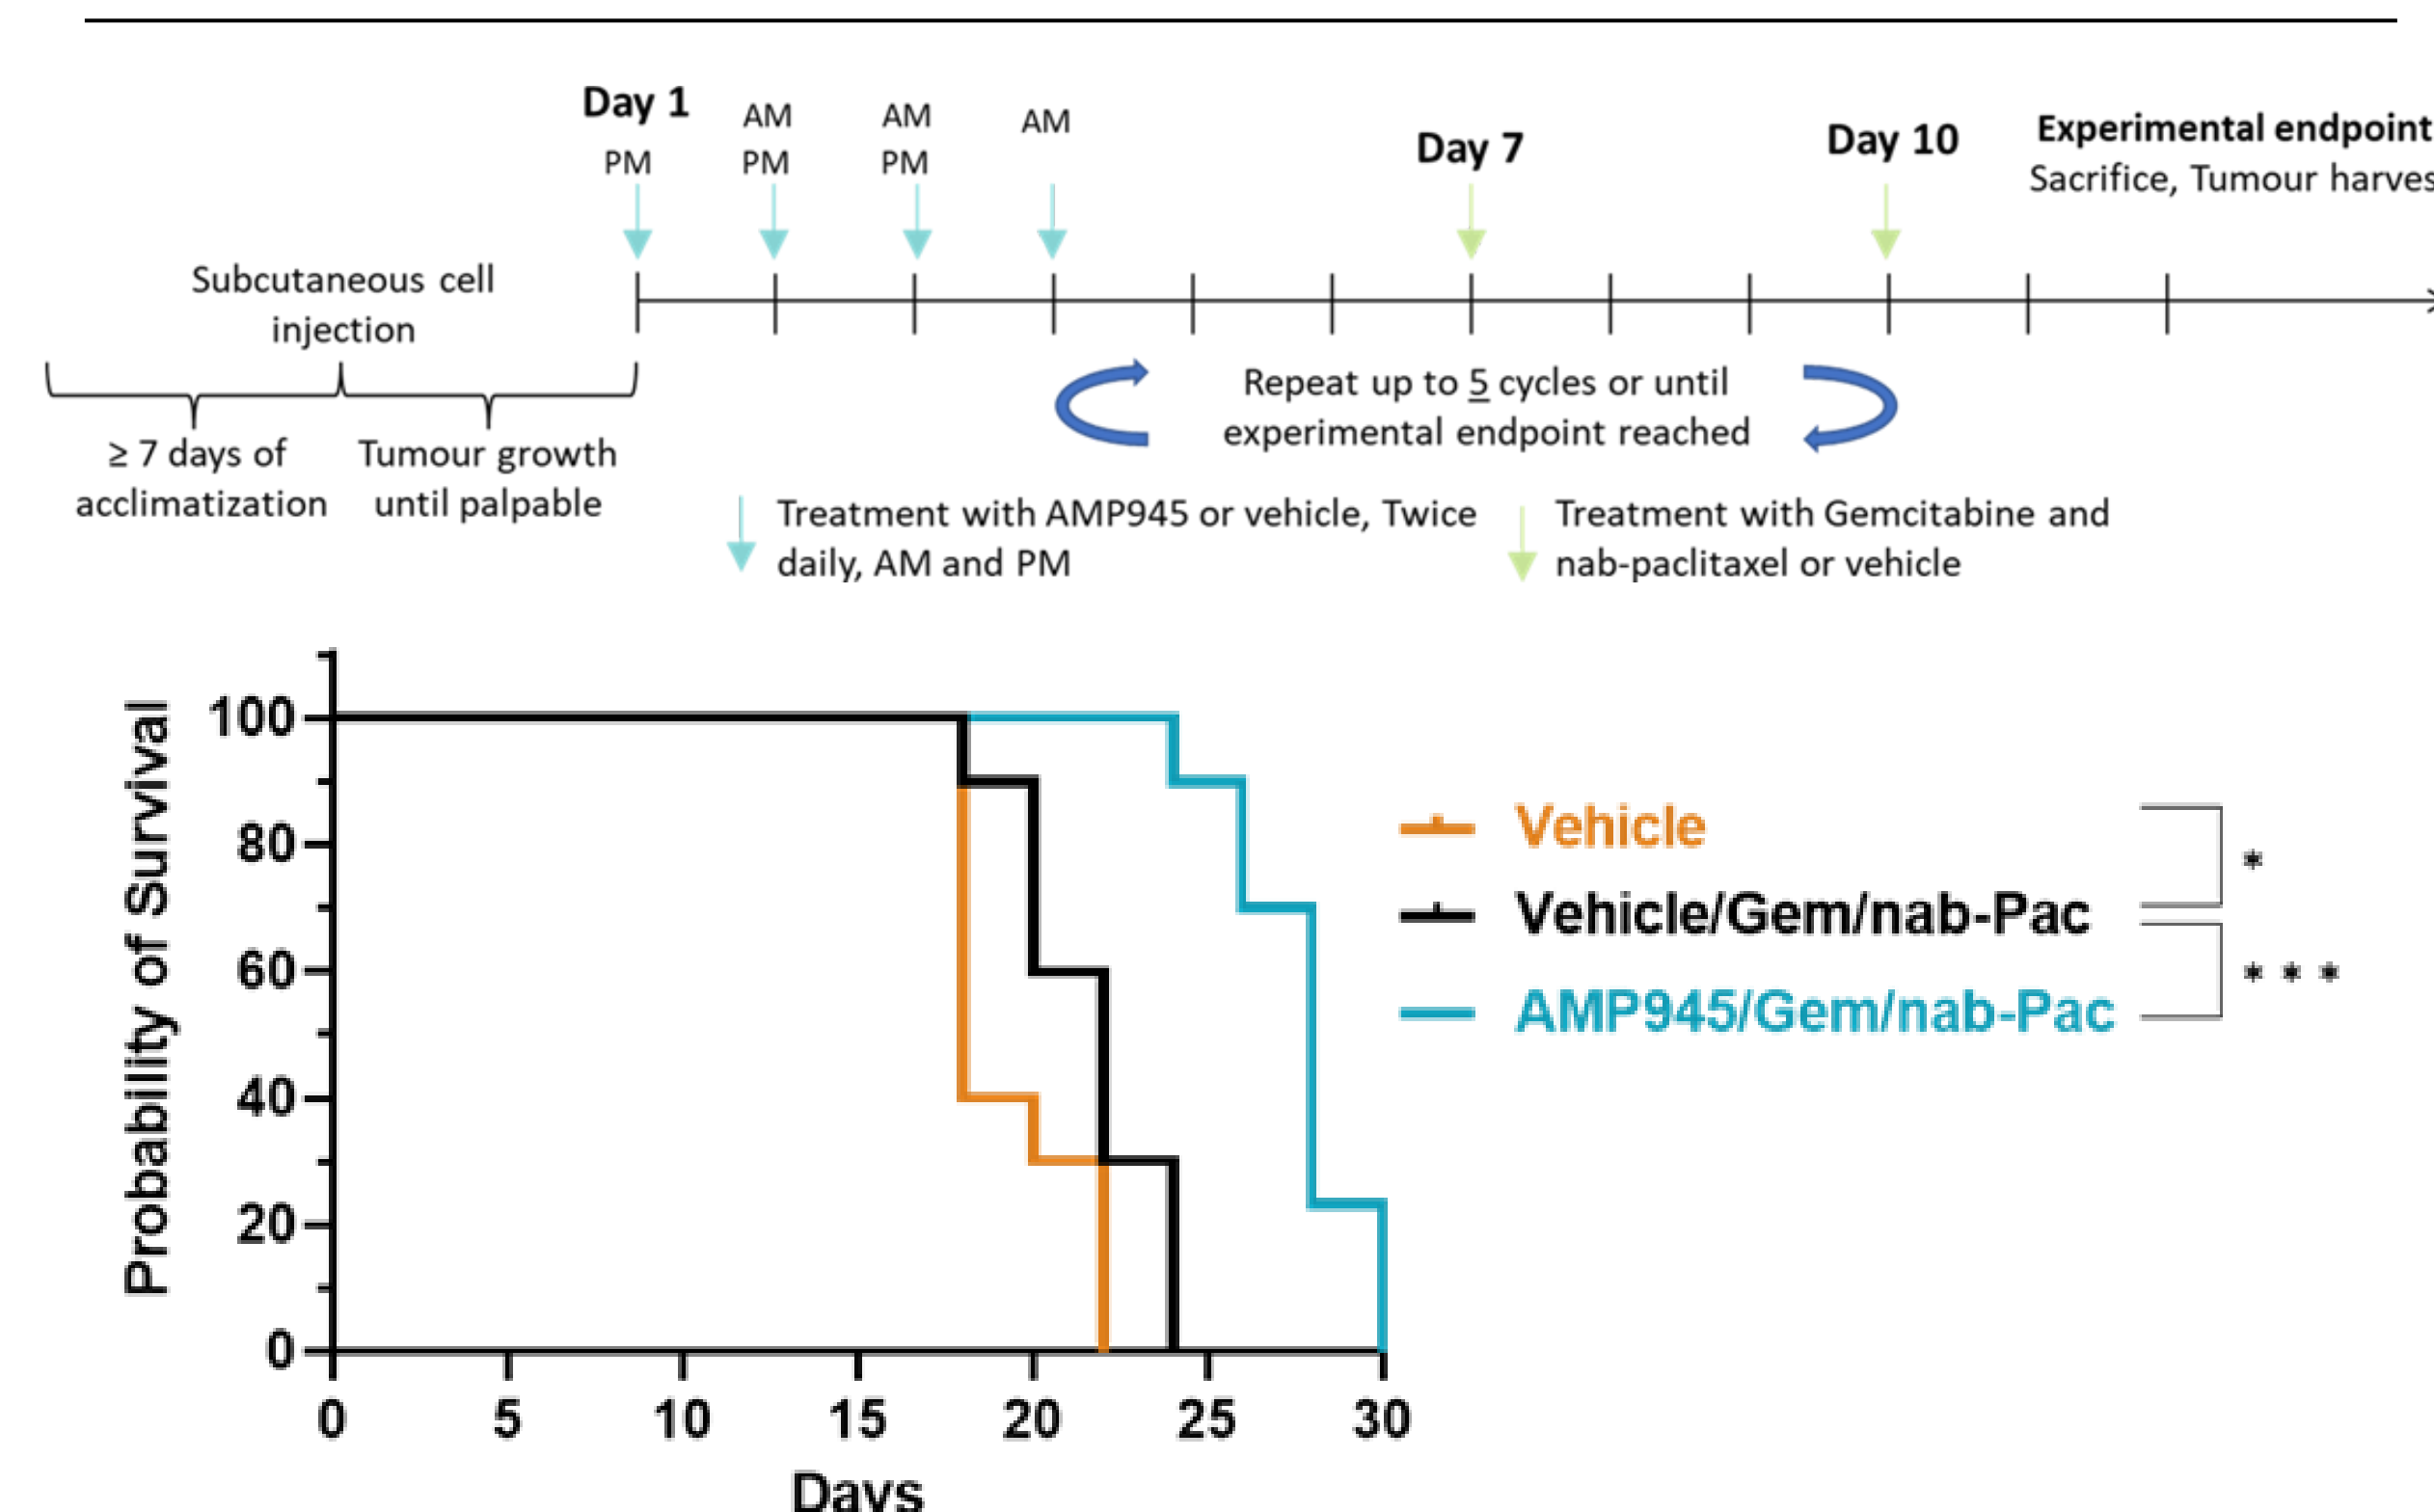 Day 1
PM
AM
PM
AM
PM
AM
Day 7
Day 10
Experimental endpoint
Sacrifice, Tumour harves
Subcutaneous cell
injection
≥ 7 days of
acclimatization
Tumour growth
until palpable
Repeat up to 5 cycles or until
experimental endpoint reached
Treatment with AMP945 or vehicle, Twice
daily, AM and PM
Treatment with Gemcitabine and
nab-paclitaxel or vehicle
Probability of Survival
100
80
60
40
20
0
0 5 10 15 20 25 30
Days
Vehicle
Vehicle/Gem/nab-Pac
AMP945/Gem/nab-Pac
*
* * *